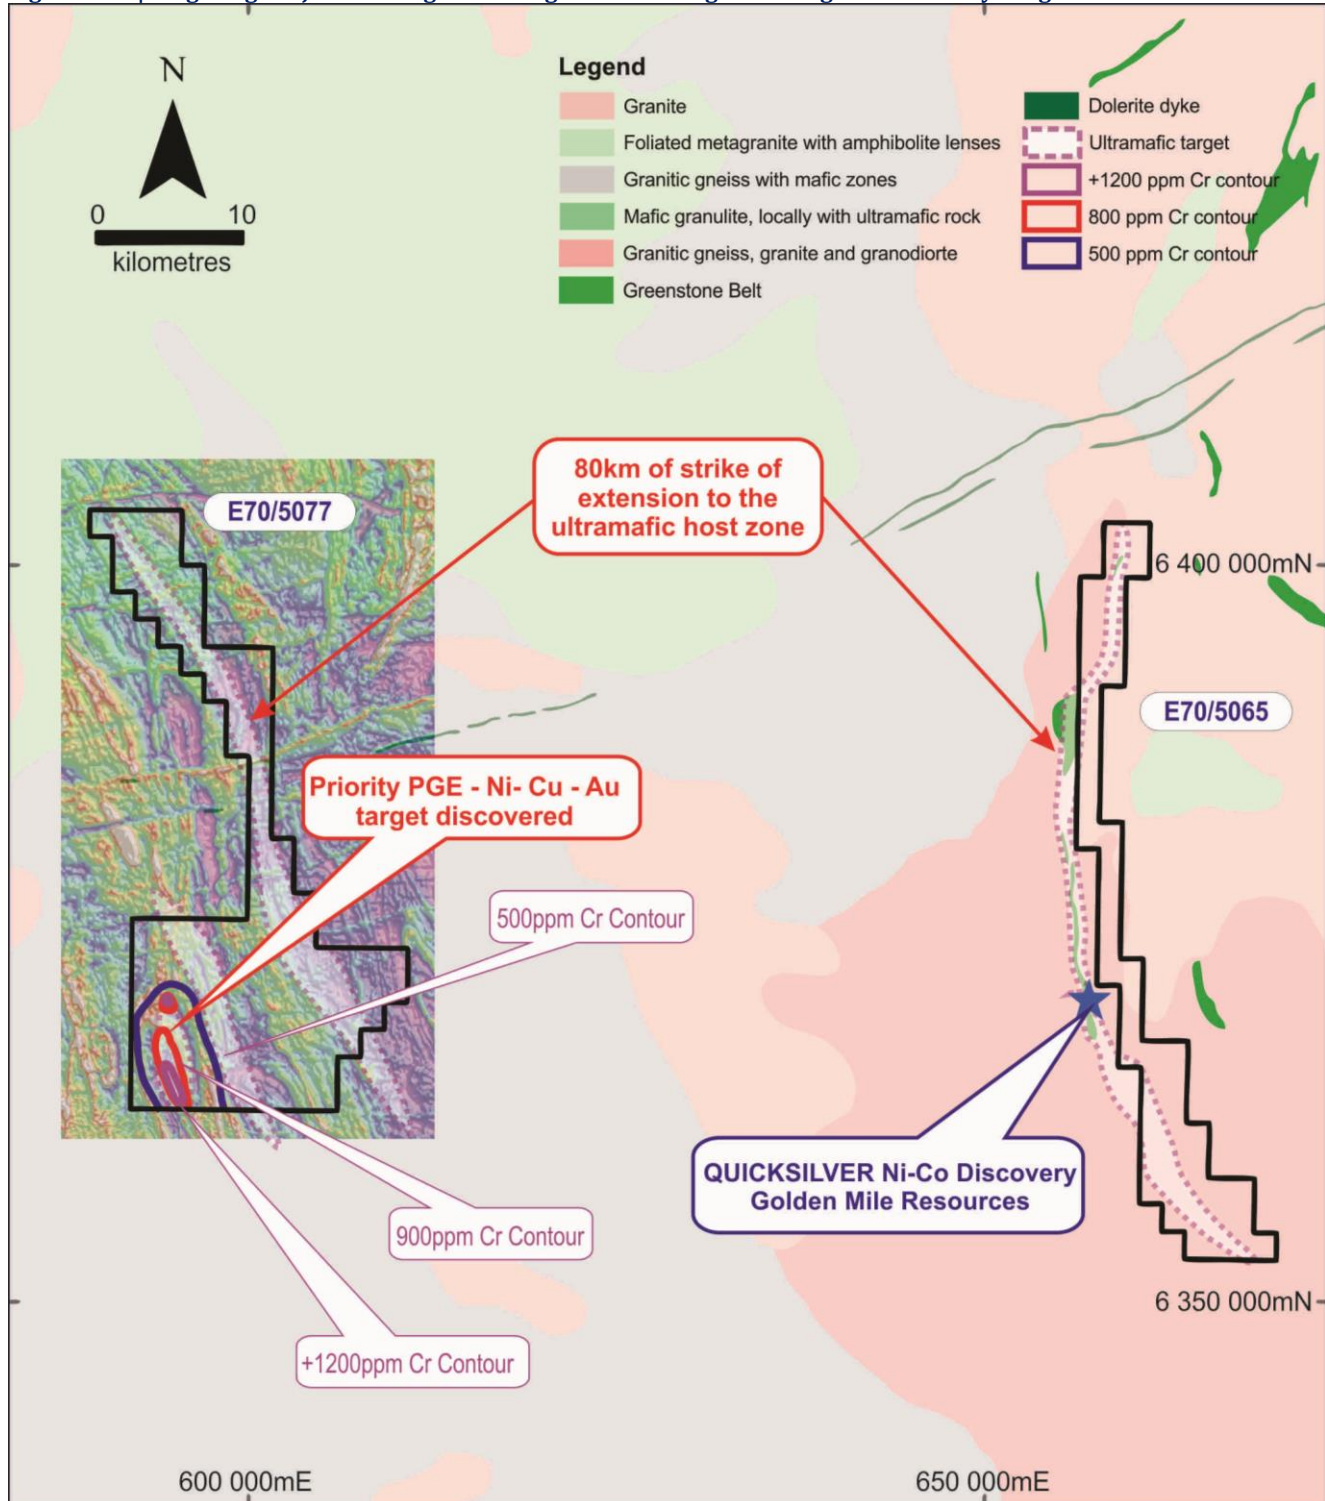 N
0 10
kilometres
Legend
Granite
Foliated metagranite with amphibolite lenses
Granitic gneiss with mafic zones
Mafic granulite, locally with ultramafic rock
Granitic gneiss, granite and granodiorte
Greenstone Belt
Dolerite dyke
Ultramafic target
+1200 ppm Cr contour
800 ppm Cr contour
500 ppm Cr contour
80km of strike of
extension to the
ultramafic host zone
E70/5077
6 400 000mN
E70/5065
Priority PGE - Ni- Cu - Au
target discovered
500ppm Cr Contour
QUICKSILVER Ni-Co Discovery
Golden Mile Resources
900ppm Cr Contour
6 350 000mN
+1200ppm Cr Contour
600 000mE
650 000mE